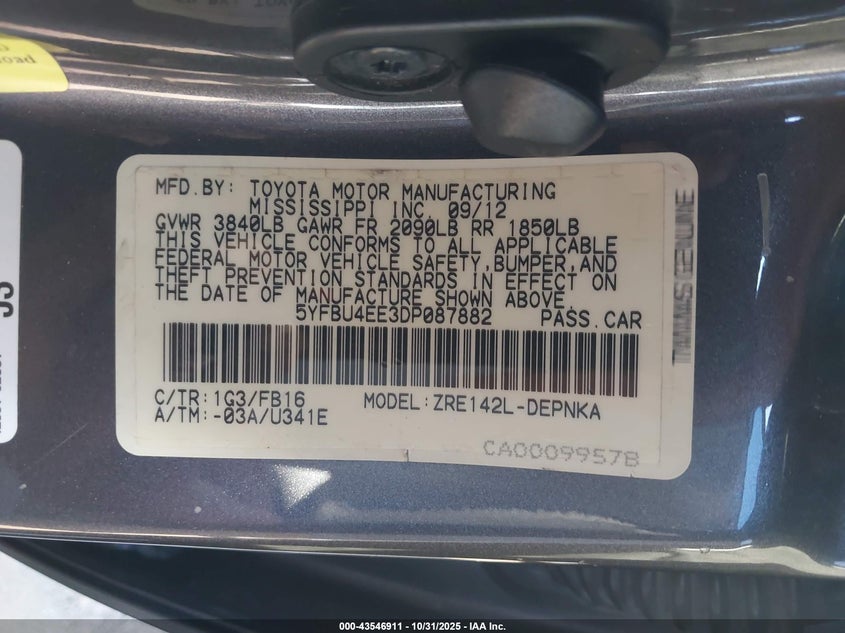 MFD.BY: TOYOTA MOTOR MANUFACTURING
MISSISSIPPI INC. 09/12
GVWR 3840LB GAWR FR 2090LB RR 1850LB
THIS VEHICLE CONFORMS TO ALL APPLICABLE
FEDERAL MOTOR VEHICLE SAFETY,BUMPER,AND
THEFT PREVENTION STANDARDS IN EFFECT ON
THE DATE OF MANUFACTURE SHOWN ABOVE.
5YFBU4EE3DP087882 PASS.CAR
C/TR:1G3/FB16 MODEL:ZRE142L-DEPNKA
A/TM:-03A/U341E
CA0009957B
000-43546911 - 10/31/2025 - IAA Inc.